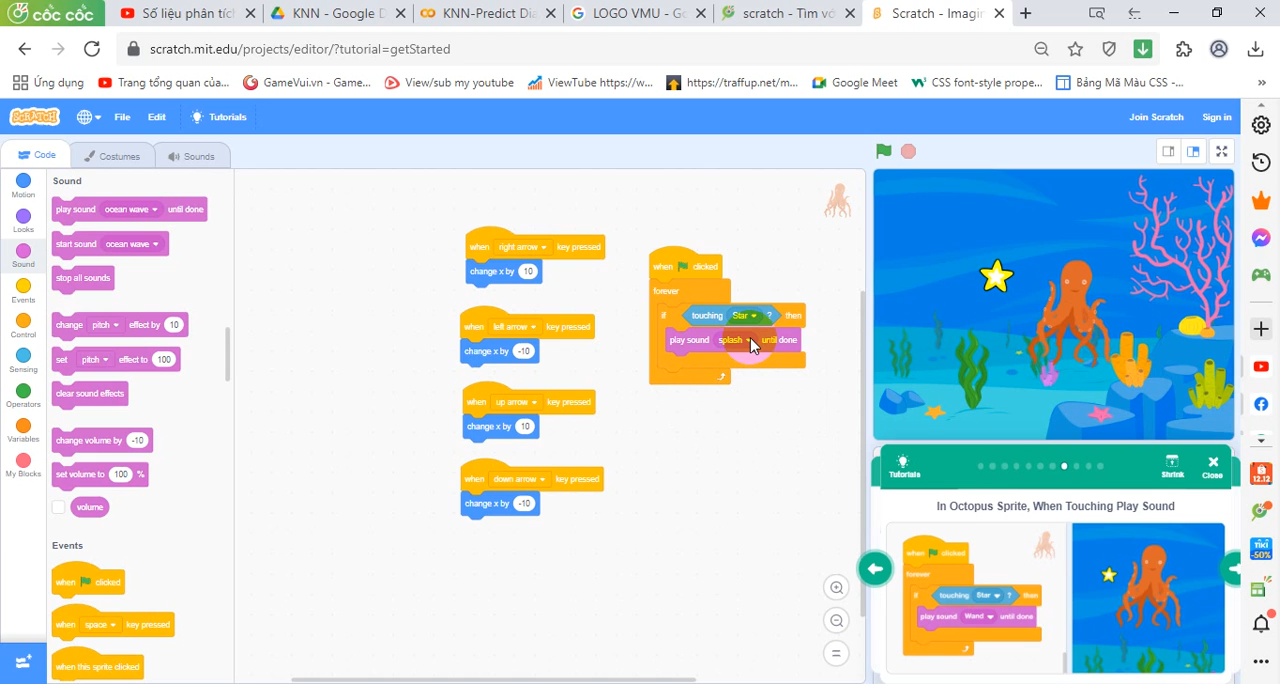 CỐC CỐC
Số liệu phân tích
KNN - Google D
KNN-Predict Dia
LOGO VMU - Go
scratch - Tìm vớ
Scratch - Imagin
scratch.mit.edu/projects/editor/?tutorial=getStarted
Ứng dụng
Trang tổng quan của...
GameVui.vn - Game...
View/sub my youtube
ViewTube https://w...
https://traffup.net/m...
Google Meet
CSS font-style prope...
Bảng Mã Màu CSS -...
»
SCRATCH
File
Edit
Tutorials
Join Scratch
Sign in
Code
Costumes
Sounds
Motion
Looks
Sound
Events
Control
Sensing
Operators
Variables
My Blocks
Sound
play sound ocean wave until done
start sound ocean wave
stop all sounds
change pitch effect by 10
set pitch effect to 100
clear sound effects
change volume by -10
set volume to 100 %
volume
Events
when clicked
when space key pressed
when this sprite clicked
when right arrow key pressed
change x by 10
when left arrow key pressed
change x by -10
when up arrow key pressed
change x by 10
when down arrow key pressed
change x by -10
when clicked
forever
if touching Star ? then
play sound splash until done
Tutorials
Shrink
Close
In Octopus Sprite, When Touching Play Sound
when clicked
forever
if touching Star ? then
play sound Wand until done
12.12
TIKI
-50%